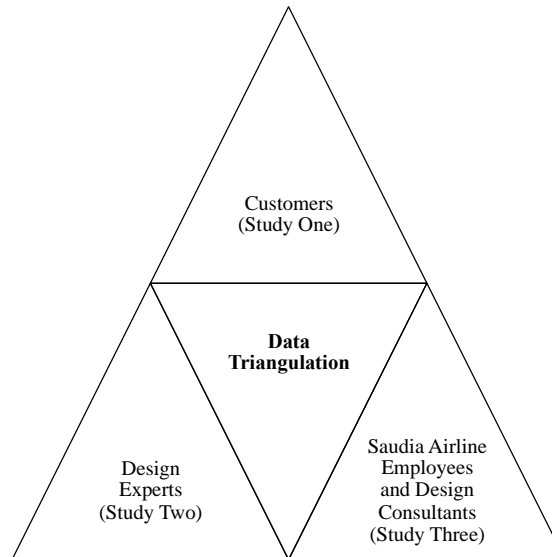 Customers
(Study One)
Data
Triangulation
Design
Experts
(Study Two)
Saudia Airline
Employees
and Design
Consultants
(Study Three)